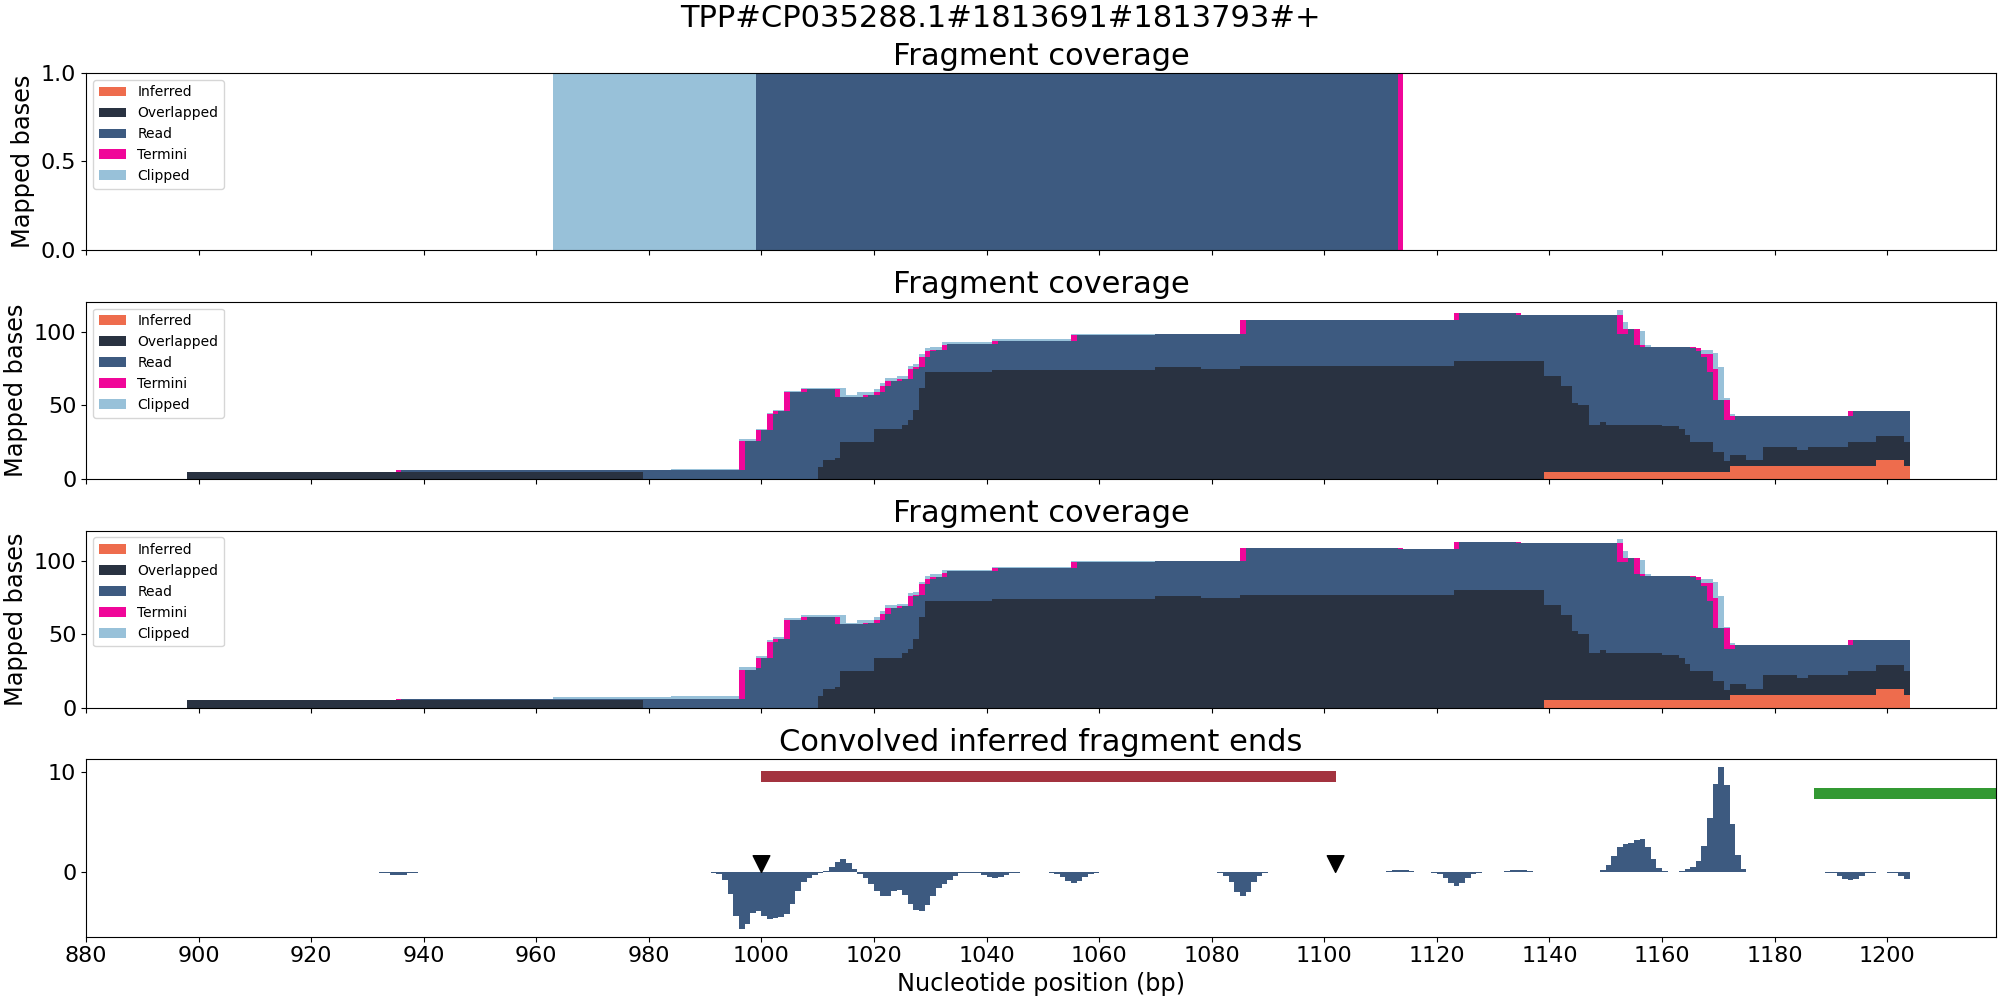 TPP#CP035288.1#1813691#1813793#+
Fragment coverage
Mapped bases
1.0
0.5
0.0
Inferred
Overlapped
Read
Termini
Clipped
Fragment coverage
Mapped bases
100
50
0
Inferred
Overlapped
Read
Termini
Clipped
Fragment coverage
Mapped bases
100
50
0
Inferred
Overlapped
Read
Termini
Clipped
Convolved inferred fragment ends
10
0
880 900 920 940 960 980 1000 1020 1040 1060 1080 1100 1120 1140 1160 1180 1200
Nucleotide position (bp)